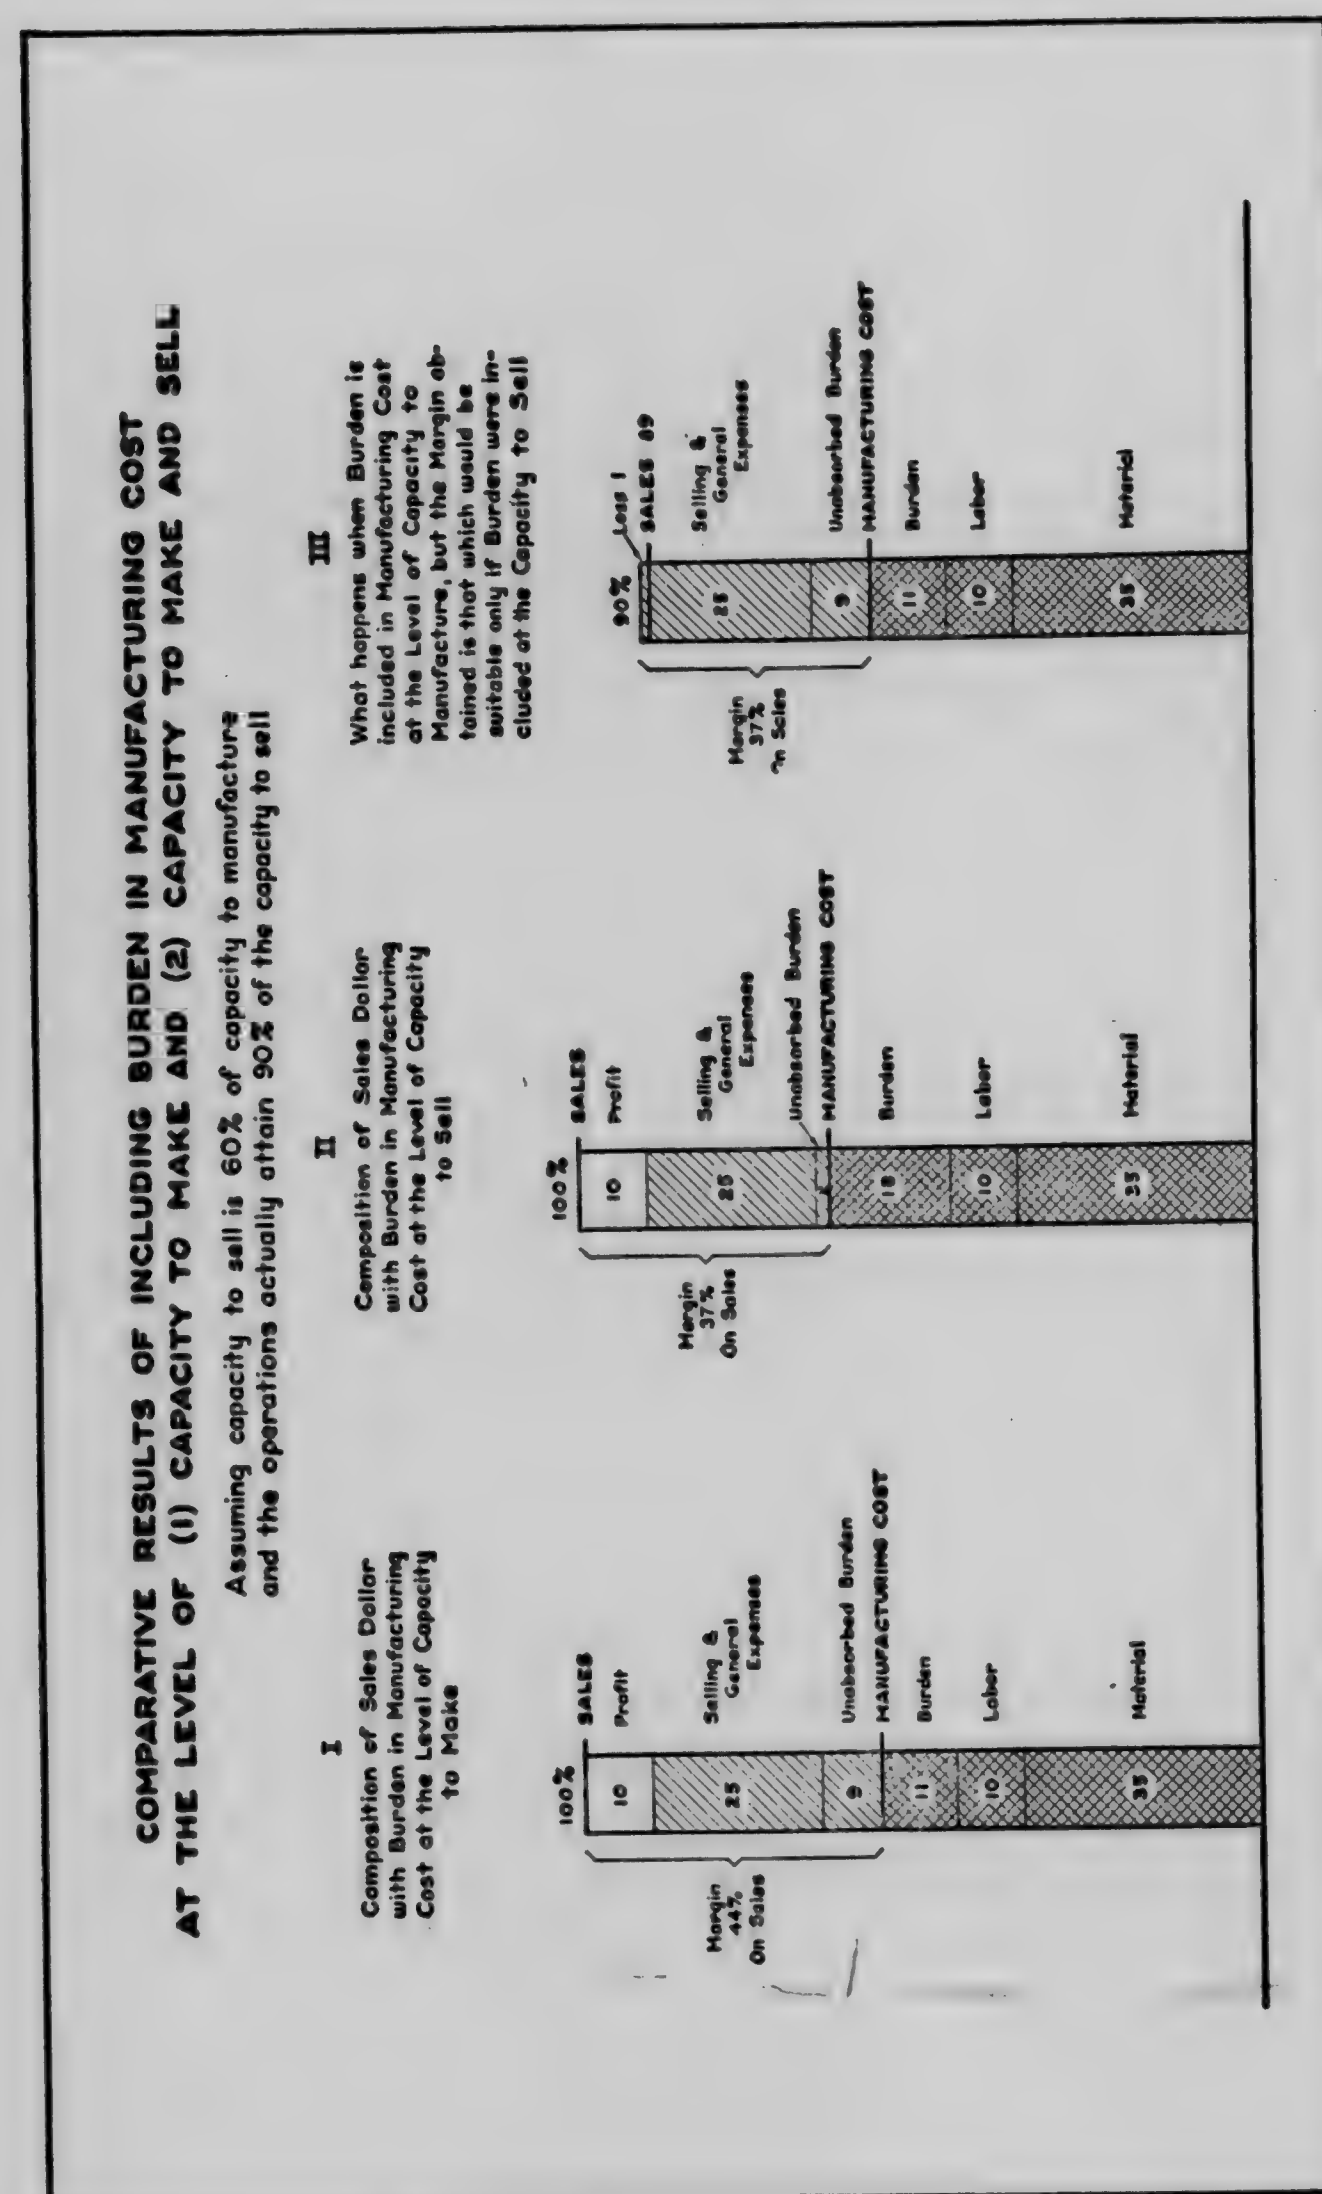 COMPARATIVE RESULTS OF INCLUDING BURDEN IN MANUFACTURING COST
AT THE LEVEL OF (1) CAPACITY TO MAKE AND (2) CAPACITY TO MAKE AND SELL
Assuming capacity to sell is 60% of capacity to manufacture
and the operations actually attain 90% of the capacity to sell
I
Composition of Sales Dollar
with Burden in Manufacturing
Cost at the Level of Capacity
to Make
100%
SALES
10
Profit
Margin
44%
On Sales
25
Selling &
General
Expenses
9
Unabsorbed Burden
MANUFACTURING COST
11
Burden
10
Labor
35
Material
II
Composition of Sales Dollar
with Burden in Manufacturing
Cost at the Level of Capacity
to Sell
100%
SALES
10
Profit
Margin
37%
On Sales
25
Selling &
General
Expenses
Unabsorbed Burden
MANUFACTURING COST
18
Burden
10
Labor
35
Material
III
What happens when Burden is
included in Manufacturing Cost
at the Level of Capacity to
Manufacture, but the Margin ob-
tained is that which would be
suitable only if Burden were in-
cluded at the Capacity to Sell
90%
Loss 1
SALES 89
Margin
37%
On Sales
25
Selling &
General
Expenses
9
Unabsorbed Burden
MANUFACTURING COST
11
Burden
10
Labor
35
Material